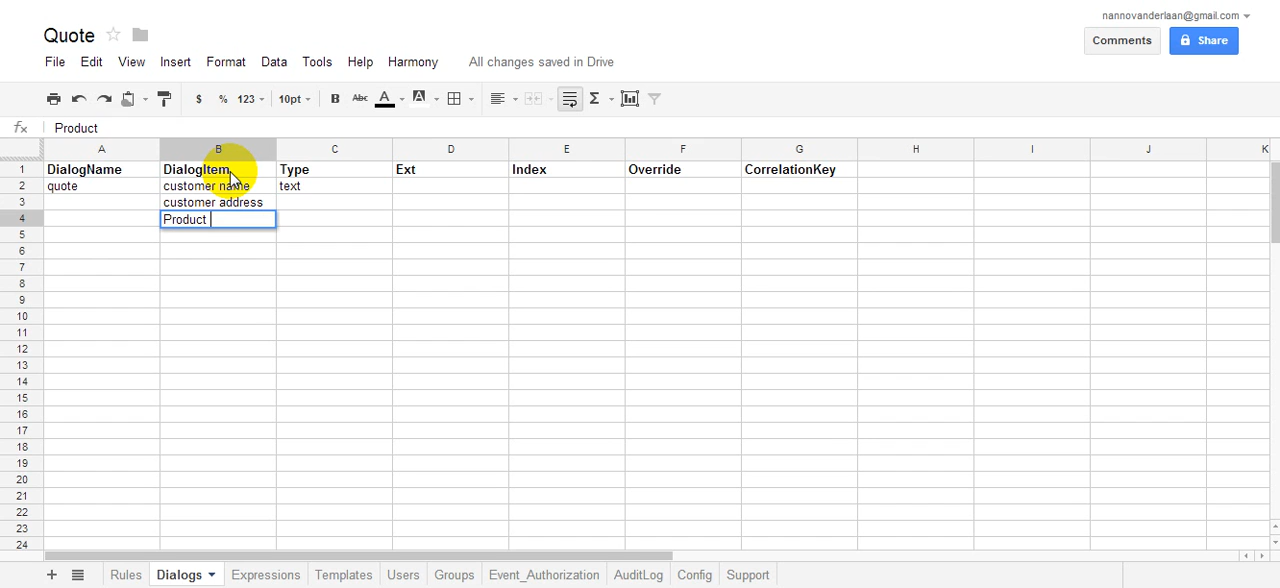 nannovanderlaan@gmail.com
Quote
Comments
Share
File Edit View Insert Format Data Tools Help Harmony All changes saved in Drive
$ % 123 10pt B Abc A A Σ
fx Product
A B C D E F G H I J K
1 DialogName DialogItem Type Ext Index Override CorrelationKey
2 quote customer name text
3 customer address
4 Product
5
6
7
8
9
10
11
12
13
14
15
16
17
18
19
20
21
22
23
24
+ Rules Dialogs Expressions Templates Users Groups Event_Authorization AuditLog Config Support